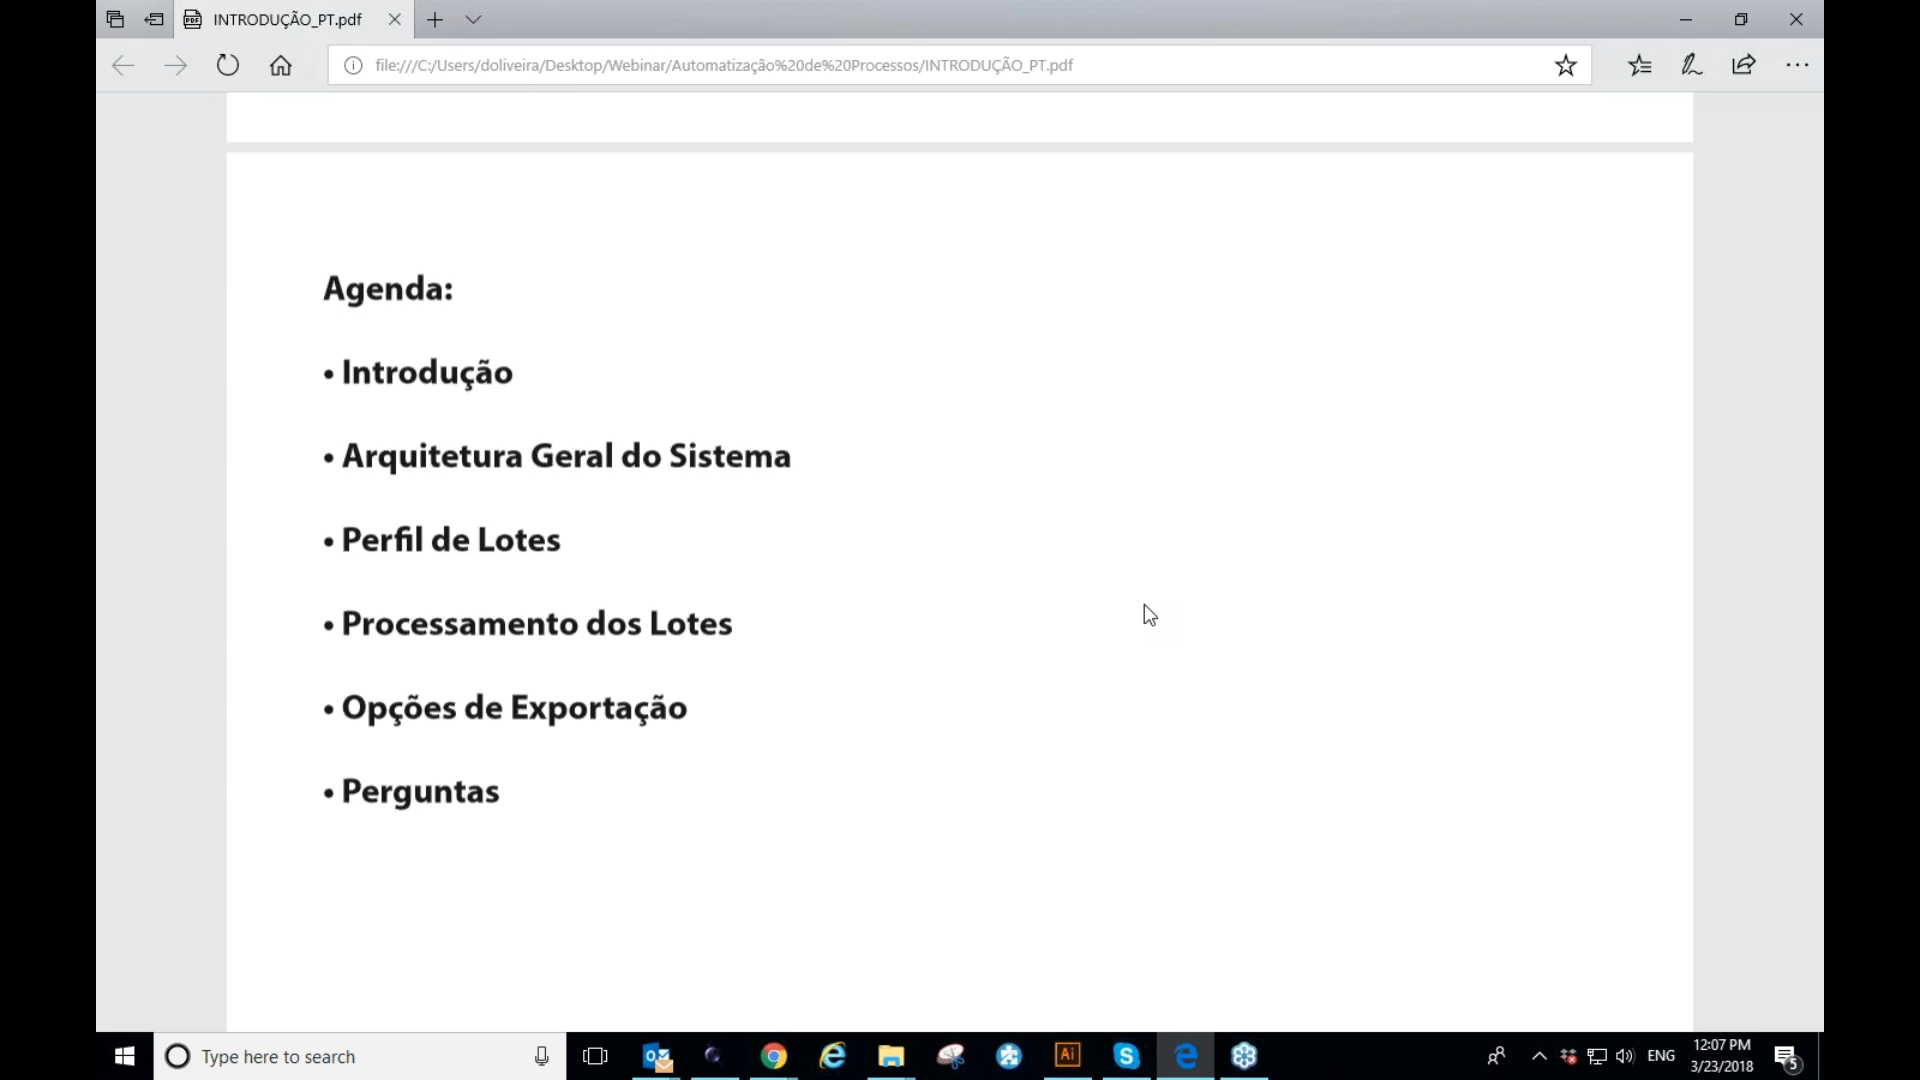 INTRODUÇÃO_PT.pdf
file:///C:/Users/doliveira/Desktop/Webinar/Automatização%20de%20Processos/INTRODUÇÃO_PT.pdf
Agenda:
• Introdução
• Arquitetura Geral do Sistema
• Perfil de Lotes
• Processamento dos Lotes
• Opções de Exportação
• Perguntas
Type here to search
Ai
ENG
12:07 PM
3/23/2018
5